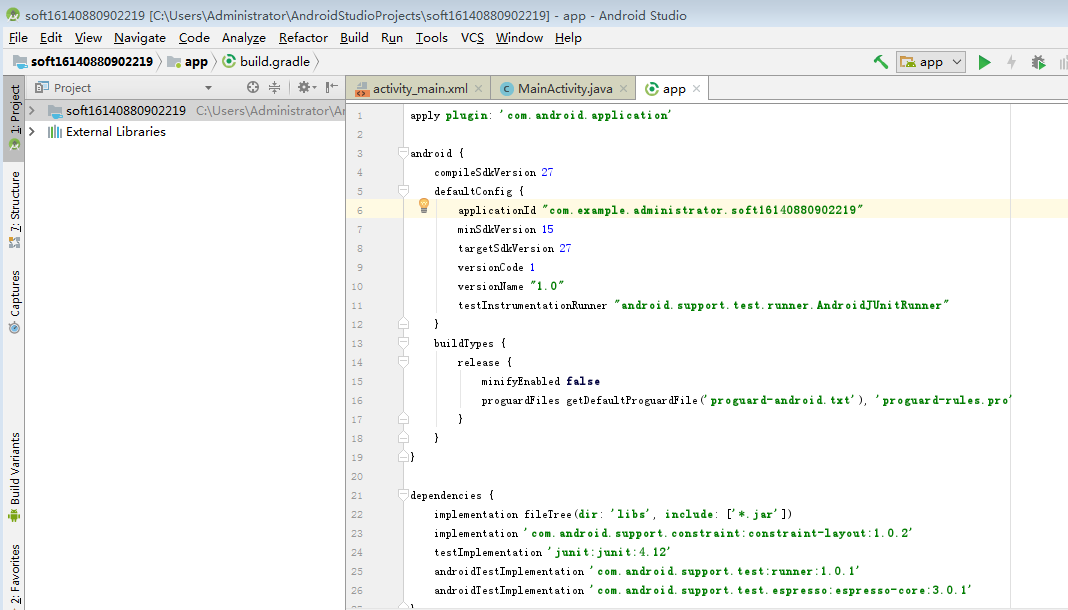 soft16140880902219 [C:\Users\Administrator\AndroidStudioProjects\soft16140880902219] - app - Android Studio
File Edit View Navigate Code Analyze Refactor Build Run Tools VCS Window Help
soft16140880902219 app build.gradle app
1: Project
Project
activity_main.xml MainActivity.java app
soft16140880902219 C:\Users\Administrator\Ar
External Libraries
7: Structure
Captures
Build Variants
2: Favorites
1 apply plugin: 'com.android.application'
2
3 android {
4 compileSdkVersion 27
5 defaultConfig {
6 applicationId "com.example.administrator.soft16140880902219"
7 minSdkVersion 15
8 targetSdkVersion 27
9 versionCode 1
10 versionName "1.0"
11 testInstrumentationRunner "android.support.test.runner.AndroidJUnitRunner"
12 }
13 buildTypes {
14 release {
15 minifyEnabled false
16 proguardFiles getDefaultProguardFile('proguard-android.txt'), 'proguard-rules.pro'
17 }
18 }
19 }
20
21 dependencies {
22 implementation fileTree(dir: 'libs', include: ['*.jar'])
23 implementation 'com.android.support.constraint:constraint-layout:1.0.2'
24 testImplementation 'junit:junit:4.12'
25 androidTestImplementation 'com.android.support.test:runner:1.0.1'
26 androidTestImplementation 'com.android.support.test.espresso:espresso-core:3.0.1'